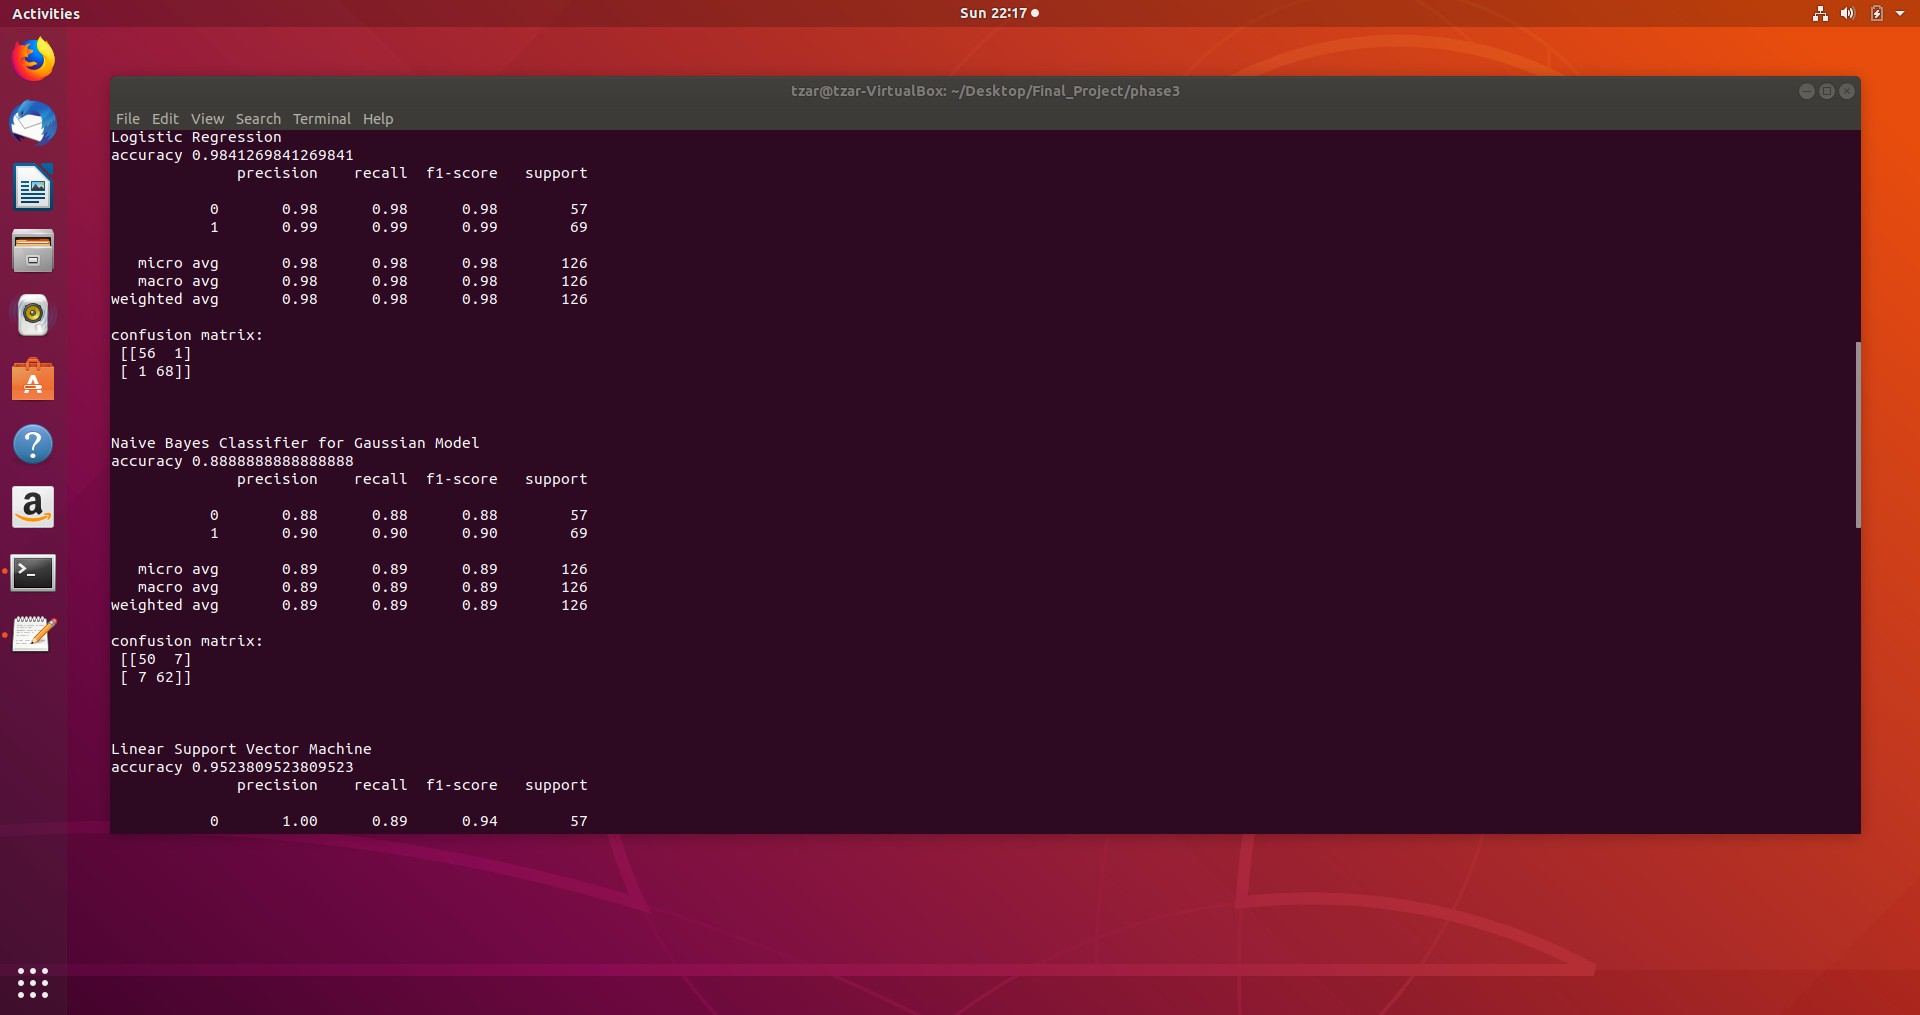 Activities
Sun 22:17
tzar@tzar-VirtualBox: ~/Desktop/Final_Project/phase3
File Edit View Search Terminal Help
Logistic Regression
accuracy 0.9841269841269841
              precision    recall  f1-score   support

           0       0.98      0.98      0.98        57
           1       0.99      0.99      0.99        69

   micro avg       0.98      0.98      0.98       126
   macro avg       0.98      0.98      0.98       126
weighted avg       0.98      0.98      0.98       126

confusion matrix:
 [[56  1]
 [ 1 68]]

Naive Bayes Classifier for Gaussian Model
accuracy 0.8888888888888888
              precision    recall  f1-score   support

           0       0.88      0.88      0.88        57
           1       0.90      0.90      0.90        69

   micro avg       0.89      0.89      0.89       126
   macro avg       0.89      0.89      0.89       126
weighted avg       0.89      0.89      0.89       126

confusion matrix:
 [[50  7]
 [ 7 62]]

Linear Support Vector Machine
accuracy 0.9523809523809523
              precision    recall  f1-score   support

           0       1.00      0.89      0.94        57